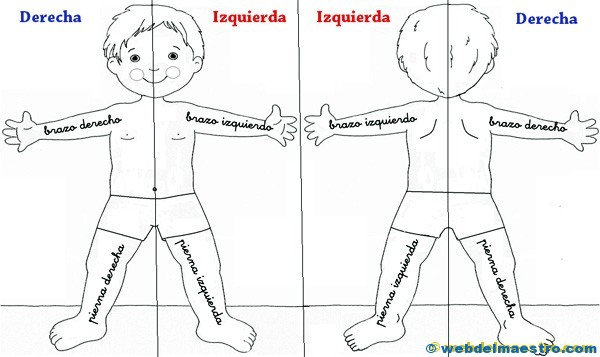 Derecha Izquierda Izquierda Derecha
brazo derecho brazo izquierdo brazo izquierdo brazo derecho
pierna derecha pierna izquierda pierna izquierda pierna derecha
© webdelmaestro.com